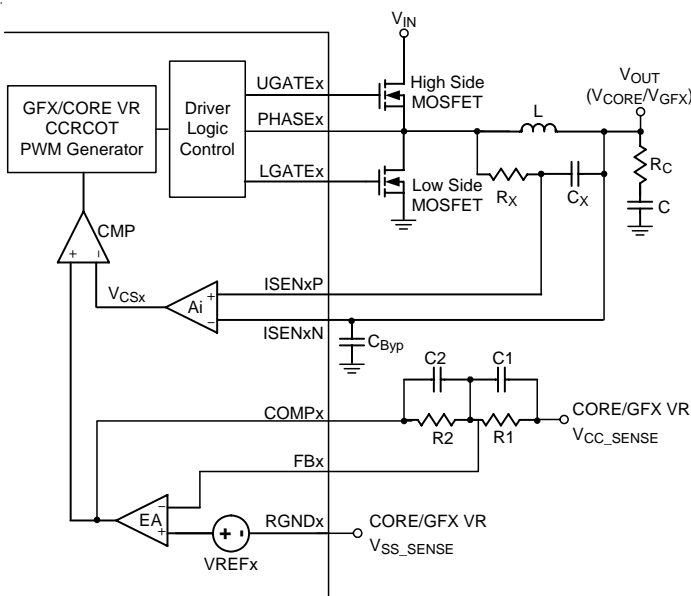 VIN
High Side
MOSFET
UGATEx
PHASEx
LGATEx
GFX/CORE VR
CCRCOT
PWM Generator
Driver
Logic
Control
L
VOUT
(VCORE/VGFX)
RX
CX
RC
C
Low Side
MOSFET
CMP
+
-
VCSx
Ai
+
-
ISENxP
ISENxN
CByp
C2
C1
COMPx
R2
R1
CORE/GFX VR
VCC_SENSE
FBx
EA
-
+
+
-
VREFx
RGNDx
CORE/GFX VR
VSS_SENSE